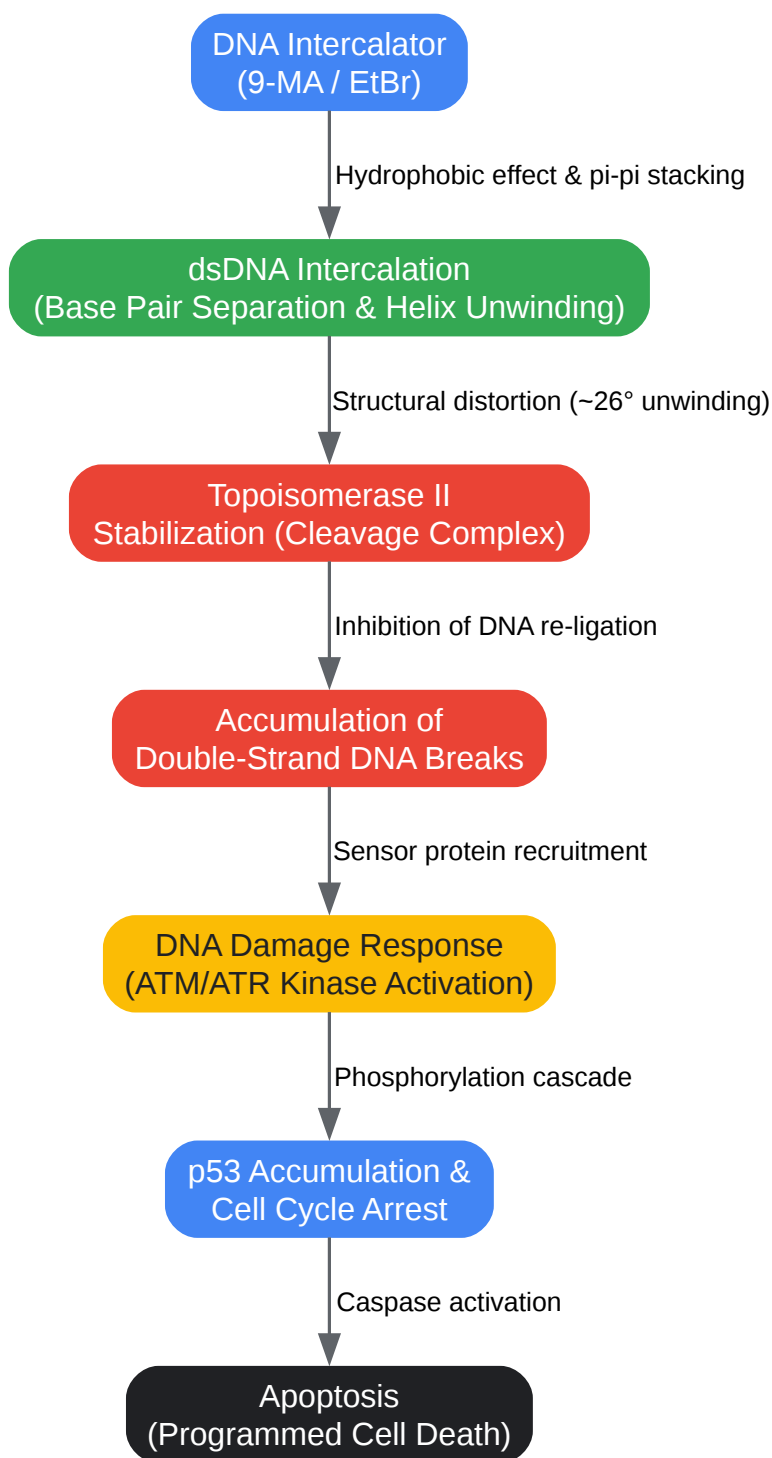 DNA Intercalator
(9-MA / EtBr)
Hydrophobic effect & pi-pi stacking
dsDNA Intercalation
(Base Pair Separation & Helix Unwinding)
Structural distortion (~26° unwinding)
Topoisomerase II
Stabilization (Cleavage Complex)
Inhibition of DNA re-ligation
Accumulation of
Double-Strand DNA Breaks
Sensor protein recruitment
DNA Damage Response
(ATM/ATR Kinase Activation)
Phosphorylation cascade
p53 Accumulation &
Cell Cycle Arrest
Caspase activation
Apoptosis
(Programmed Cell Death)